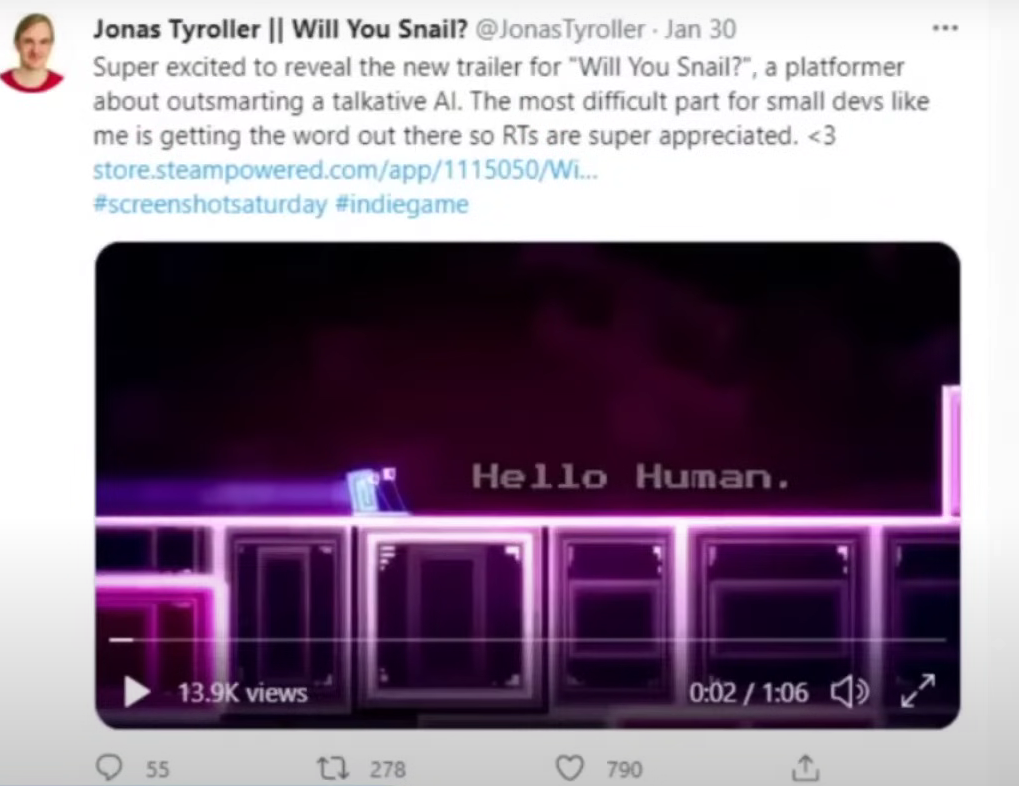 Jonas Tyroller || Will You Snail? @JonasTyroller · Jan 30
Super excited to reveal the new trailer for "Will You Snail?", a platformer
about outsmarting a talkative AI. The most difficult part for small devs like
me is getting the word out there so RTs are super appreciated. <3
store.steampowered.com/app/1115050/Wi...
#screenshotsaturday #indiegame
Hello Human.
13.9K views
0:02 / 1:06
55
278
790